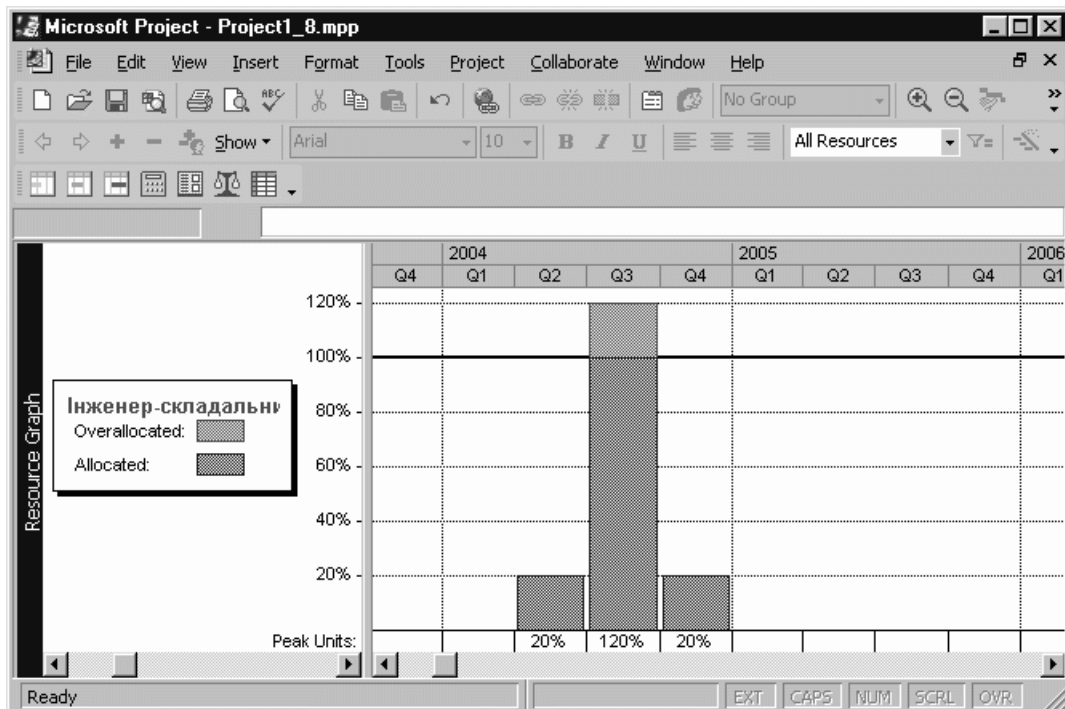 Microsoft Project - Project1_8.mpp
File Edit View Insert Format Tools Project Collaborate Window Help
ABC No Group
Show Arial 10 B I U All Resources
2004 2005 2006
Q4 Q1 Q2 Q3 Q4 Q1 Q2 Q3 Q4 Q1
120%
100%
80%
60%
40%
20%
Resource Graph
Інженер-складальни
Overallocated:
Allocated:
Peak Units: 20% 120% 20%
Ready EXT CAPS NUM SCRL OVR